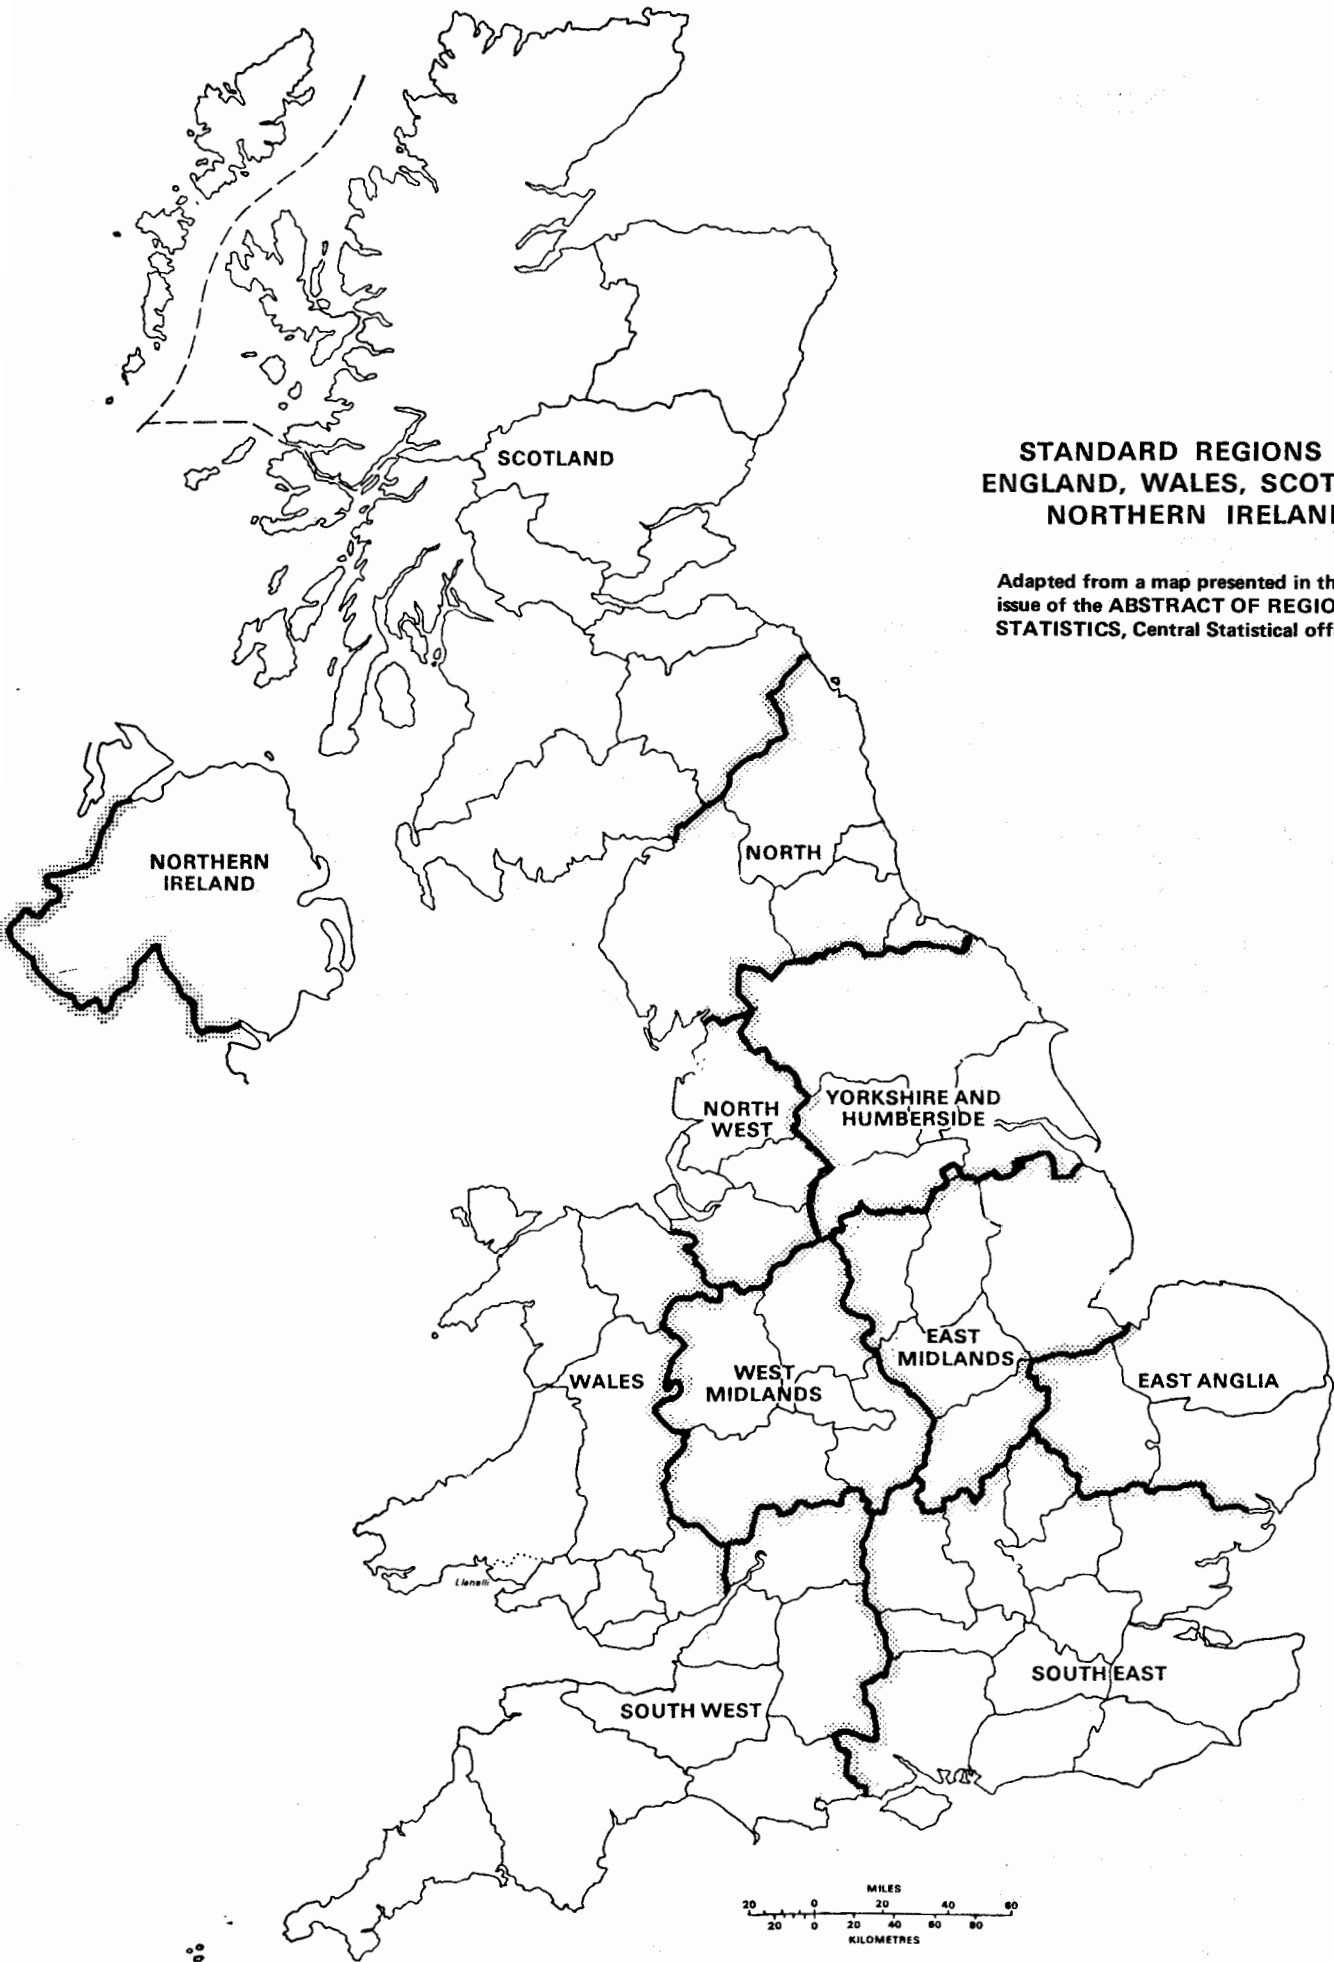 SCOTLAND
STANDARD REGIONS
ENGLAND, WALES, SCOT
NORTHERN IRELAN
Adapted from a map presented in th
issue of the ABSTRACT OF REGIO
STATISTICS, Central Statistical off
NORTHERN
IRELAND
NORTH
NORTH
WEST
YORKSHIRE AND
HUMBERSIDE
EAST
MIDLANDS
WALES
WEST
MIDLANDS
EAST ANGLIA
Llanelli
SOUTH WEST
SOUTH EAST
MILES
20 0 20 40 60
20 0 20 40 60 80
KILOMETRES